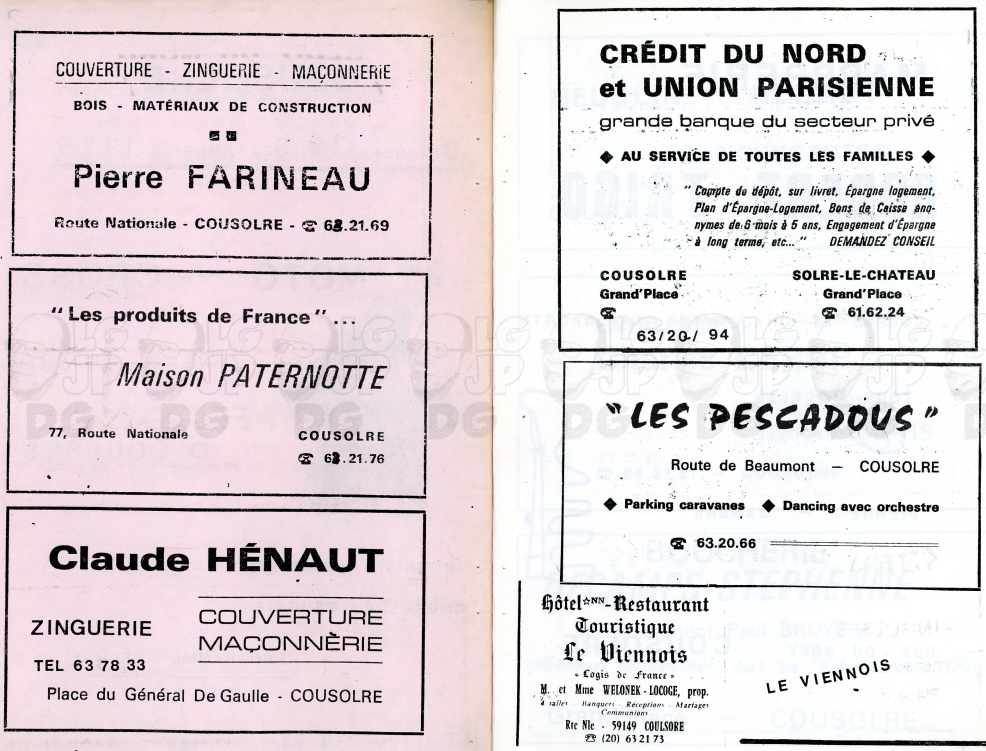 COUVERTURE - ZINGUERIE - MAÇONNERIE
BOIS - MATÉRIAUX DE CONSTRUCTION
Pierre FARINEAU
Route Nationale - COUSOLRE - ☎ 63.21.69
"Les produits de France"...
Maison PATERNOTTE
77, Route Nationale
COUSOLRE
☎ 63.21.76
Claude HÉNAUT
ZINGUERIE
COUVERTURE
MAÇONNÈRIE
TEL 63 78 33
Place du Général De Gaulle - COUSOLRE
CRÉDIT DU NORD
et UNION PARISIENNE
grande banque du secteur privé
◆ AU SERVICE DE TOUTES LES FAMILLES ◆
" Compte de dépôt, sur livret, Épargne logement,
Plan d'Épargne-Logement, Bons de Caisse ano-
nymes de 6 mois à 5 ans, Engagement d'Épargne
à long terme, etc... " DEMANDEZ CONSEIL
COUSOLRE
Grand'Place
☎
63/20/ 94
SOLRE-LE-CHATEAU
Grand'Place
☎ 61.62.24
"LES PESCADOUS"
Route de Beaumont — COUSOLRE
◆ Parking caravanes ◆ Dancing avec orchestre
☎ 63.20.66
Hôtel*NN-Restaurant
Touristique
Le Viennois
« Logis de France »
M. et Mme WELONEK-LOCOGE, prop.
4 salles - Banquets - Réceptions - Mariages
Communions
Rte Nle - 59149 COULSORE
☎ (20) 63 21 73
LE VIENNOIS
LG
JP
DG